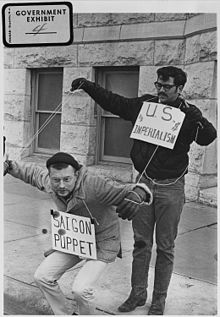 GOVERNMENT
EXHIBIT
4
U.S.
IMPERIALISM
SAIGON
PUPPET